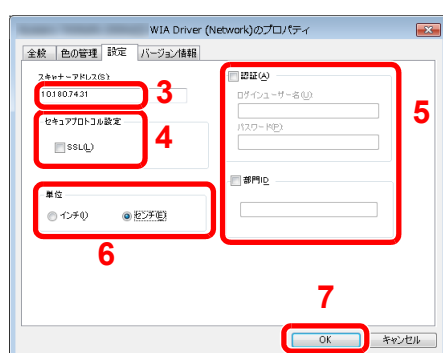 WIA Driver (Network)のプロパティ
全般 色の管理 設定 バージョン情報
スキャナーアドレス(S):
10.180.74.31
3
セキュアプロトコル設定
SSL(L)
4
単位
インチ(I) センチ(E)
6
認証(A)
ログインユーザー名(U):
パスワード(P):
5
部門ID
7
OK キャンセル